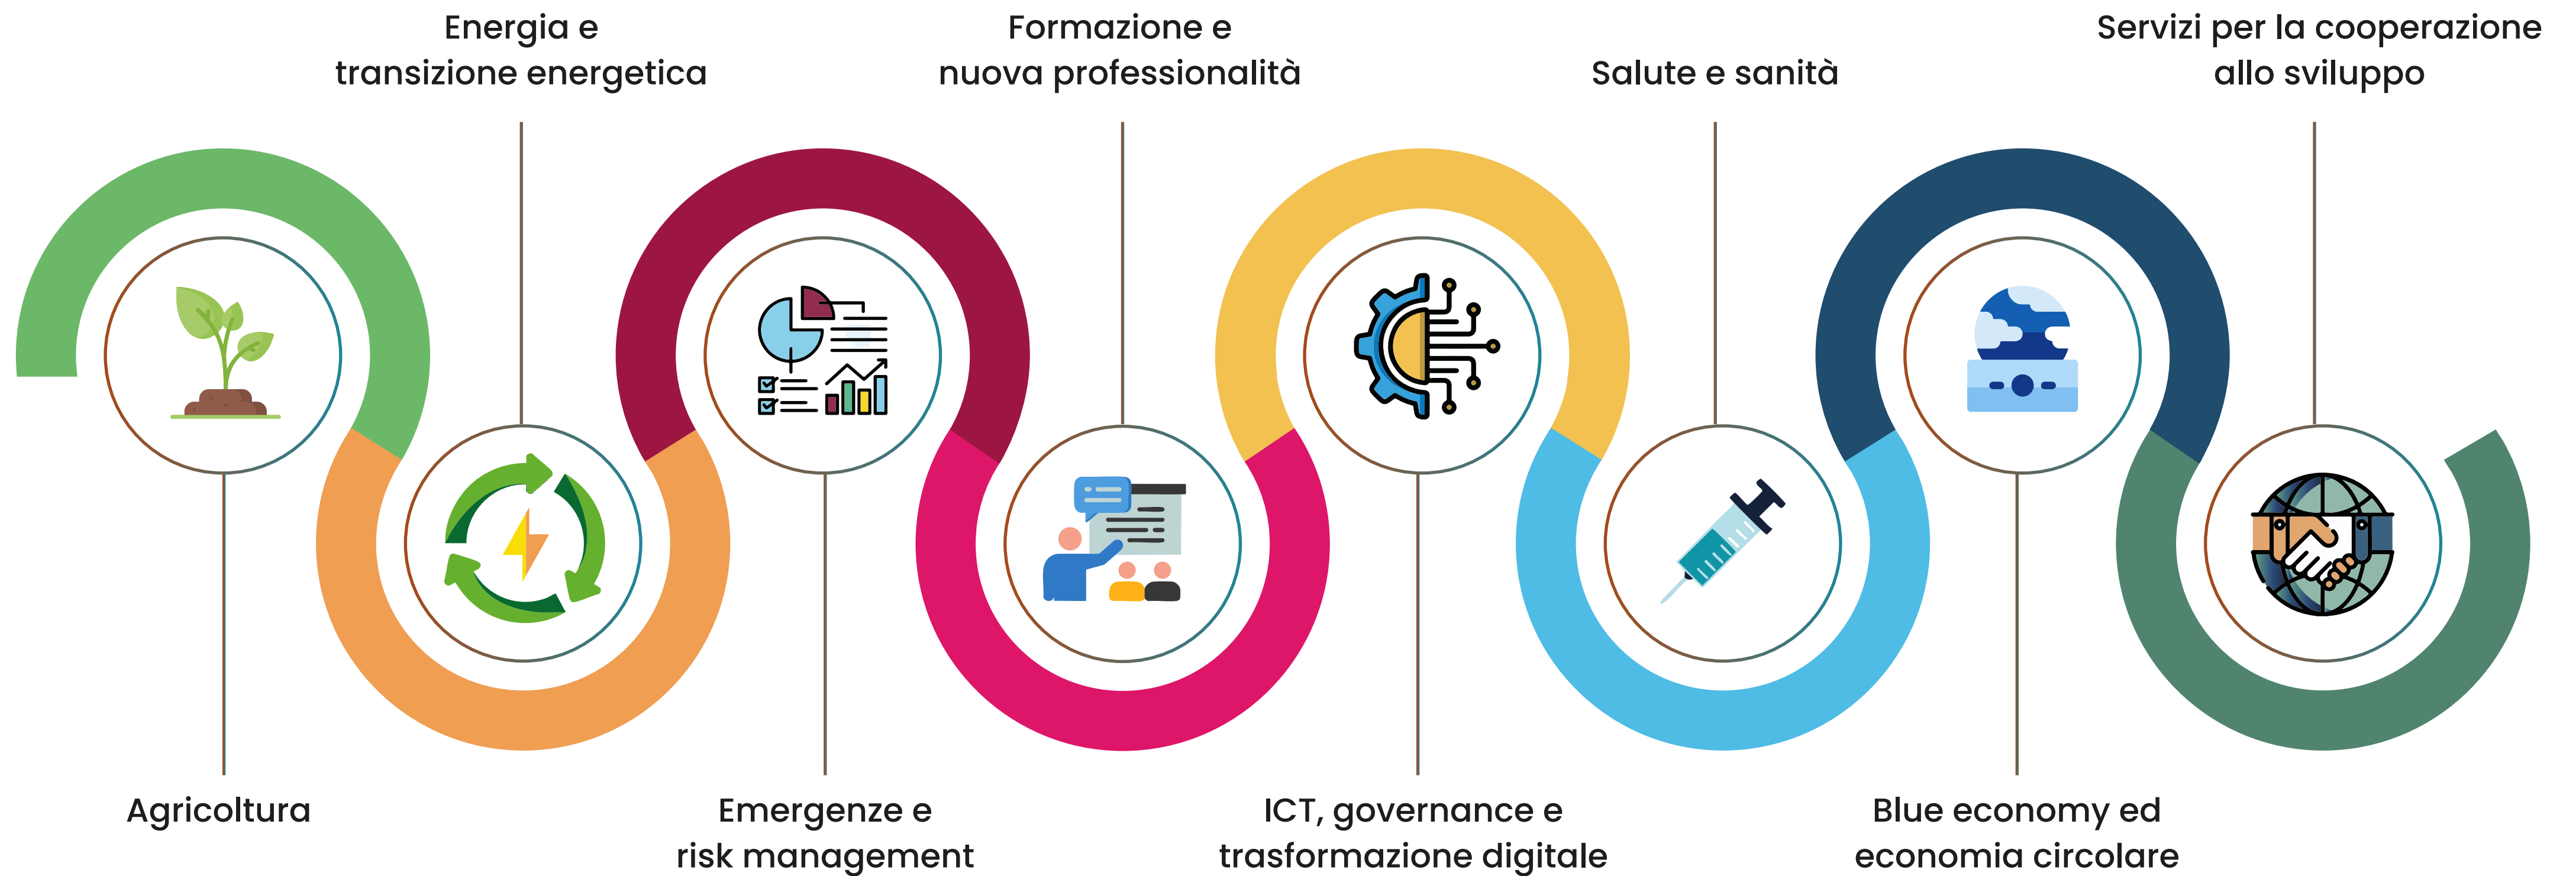 Energia e
transizione energetica
Formazione e
nuova professionalità
Salute e sanità
Servizi per la cooperazione
allo sviluppo
Agricoltura
Emergenze e
risk management
ICT, governance e
trasformazione digitale
Blue economy ed
economia circolare